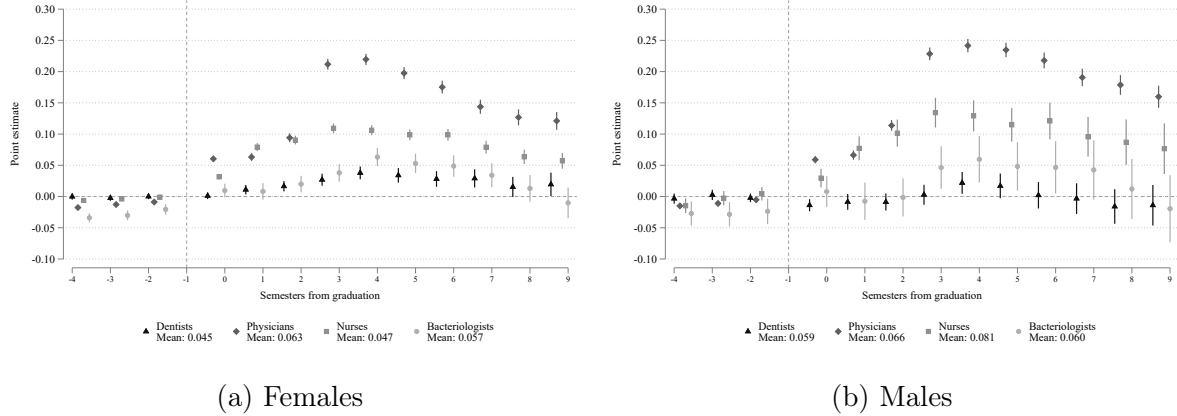 0.30
0.25
0.20
0.15
0.10
0.05
0.00
-0.05
-0.10
Point estimate
-4 -3 -2 -1 0 1 2 3 4 5 6 7 8 9
Semesters from graduation
Dentists
Mean: 0.045
Physicians
Mean: 0.063
Nurses
Mean: 0.047
Bacteriologists
Mean: 0.057
(a) Females
0.30
0.25
0.20
0.15
0.10
0.05
0.00
-0.05
-0.10
Point estimate
-4 -3 -2 -1 0 1 2 3 4 5 6 7 8 9
Semesters from graduation
Dentists
Mean: 0.059
Physicians
Mean: 0.066
Nurses
Mean: 0.081
Bacteriologists
Mean: 0.060
(b) Males